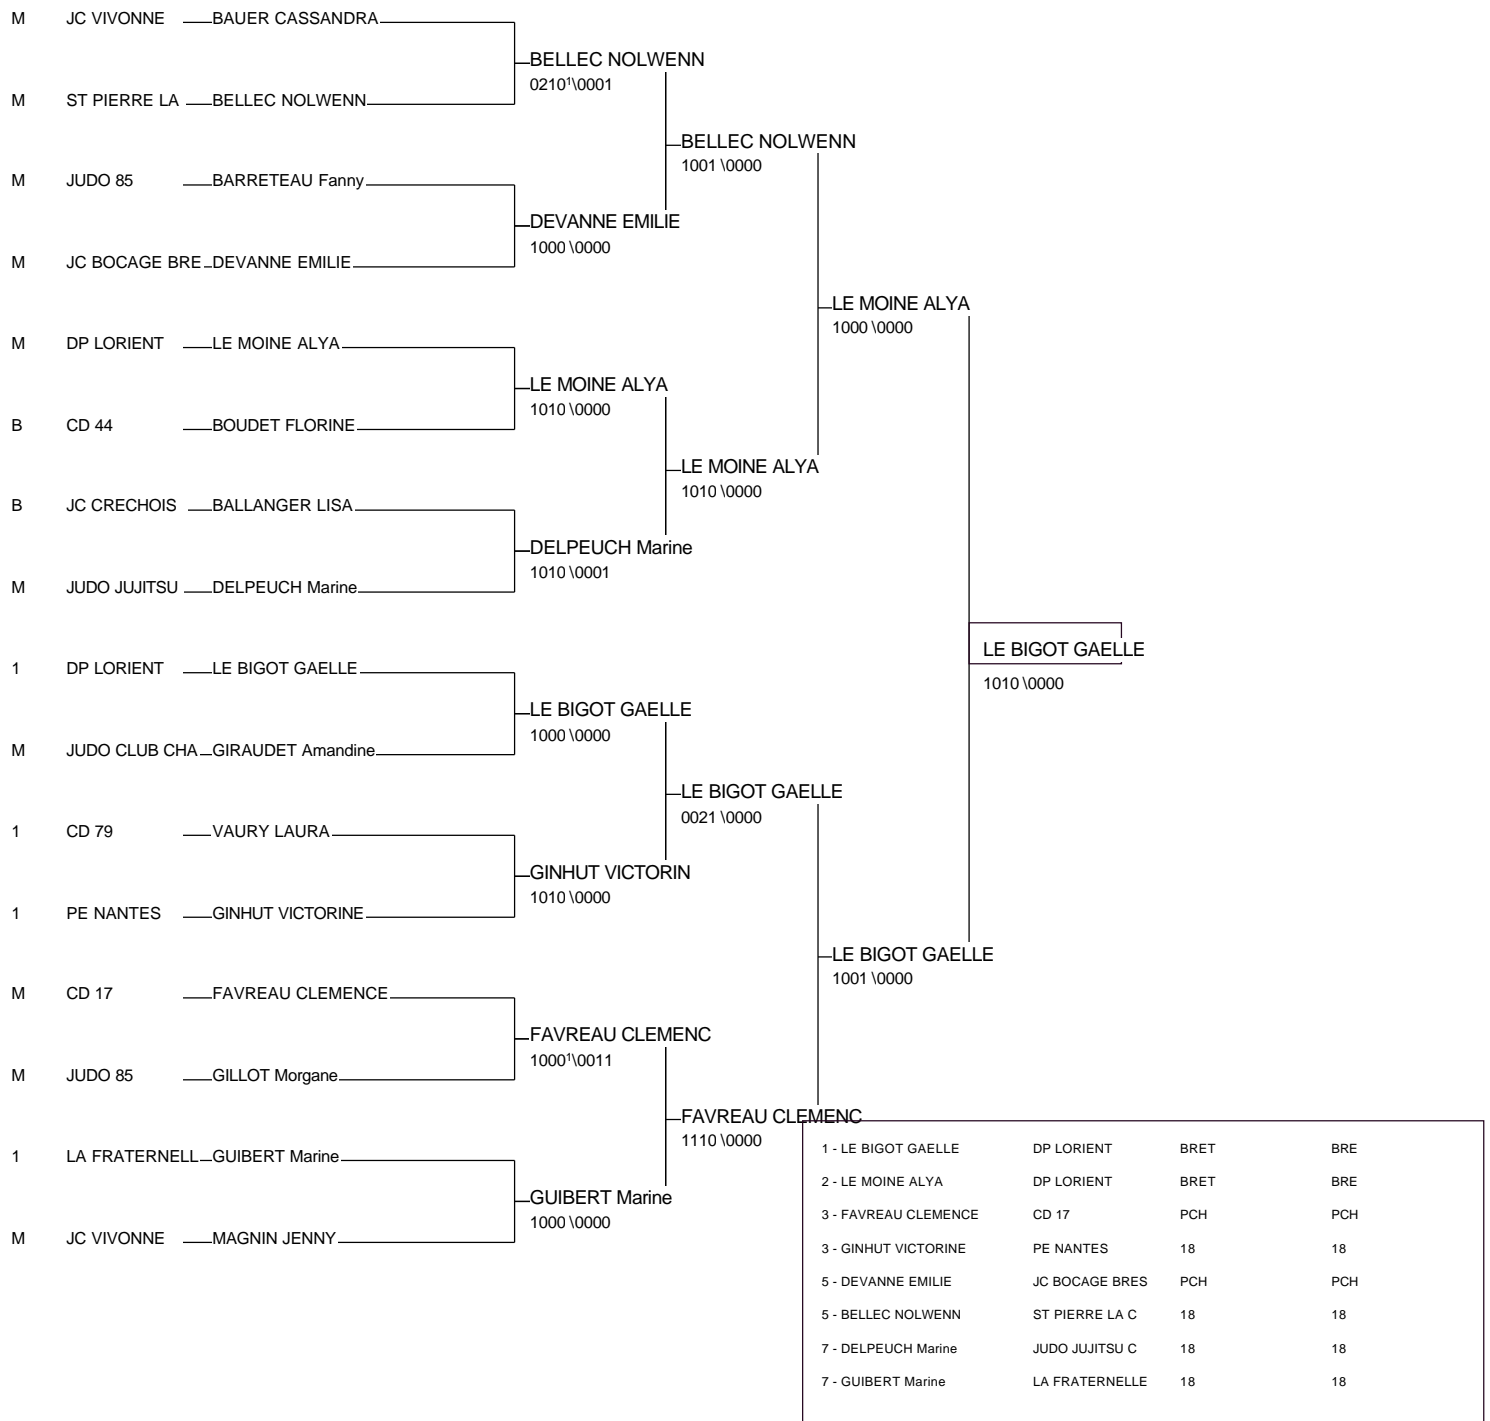 M JC VIVONNE BAUER CASSANDRA
BELLEC NOLWENN
0210¹\0001
M ST PIERRE LA BELLEC NOLWENN
BELLEC NOLWENN
1001 \0000
M JUDO 85 BARRETEAU Fanny
DEVANNE EMILIE
1000 \0000
M JC BOCAGE BRE DEVANNE EMILIE
LE MOINE ALYA
1000 \0000
M DP LORIENT LE MOINE ALYA
LE MOINE ALYA
1010 \0000
B CD 44 BOUDET FLORINE
LE MOINE ALYA
1010 \0000
B JC CRECHOIS BALLANGER LISA
DELPEUCH Marine
1010 \0001
M JUDO JUJITSU DELPEUCH Marine
LE BIGOT GAELLE
1010 \0000
1 DP LORIENT LE BIGOT GAELLE
LE BIGOT GAELLE
1000 \0000
M JUDO CLUB CHA GIRAUDET Amandine
LE BIGOT GAELLE
0021 \0000
1 CD 79 VAURY LAURA
GINHUT VICTORIN
1010 \0000
1 PE NANTES GINHUT VICTORINE
LE BIGOT GAELLE
1001 \0000
M CD 17 FAVREAU CLEMENCE
FAVREAU CLEMENC
1000¹\0011
M JUDO 85 GILLOT Morgane
FAVREAU CLEMENC
1110 \0000
1 LA FRATERNELL GUIBERT Marine
GUIBERT Marine
1000 \0000
M JC VIVONNE MAGNIN JENNY
1 - LE BIGOT GAELLE DP LORIENT BRET BRE
2 - LE MOINE ALYA DP LORIENT BRET BRE
3 - FAVREAU CLEMENCE CD 17 PCH PCH
3 - GINHUT VICTORINE PE NANTES 18 18
5 - DEVANNE EMILIE JC BOCAGE BRES PCH PCH
5 - BELLEC NOLWENN ST PIERRE LA C 18 18
7 - DELPEUCH Marine JUDO JUJITSU C 18 18
7 - GUIBERT Marine LA FRATERNELLE 18 18